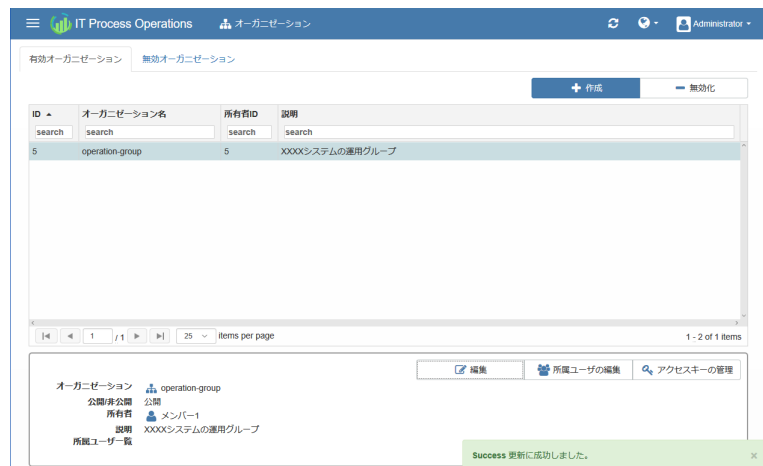 IT Process Operations オーガニゼーション Administrator
有効オーガニゼーション 無効オーガニゼーション
作成 無効化
ID オーガニゼーション名 所有者ID 説明
search search search search
5 operation-group 5 XXXXシステムの運用グループ
1 / 1 25 items per page 1 - 2 of 1 items
編集 所属ユーザの編集 アクセスキーの管理
オーガニゼーション operation-group
公開/非公開 公開
所有者 メンバー1
説明 XXXXシステムの運用グループ
所属ユーザ一覧
Success 更新に成功しました。 ×